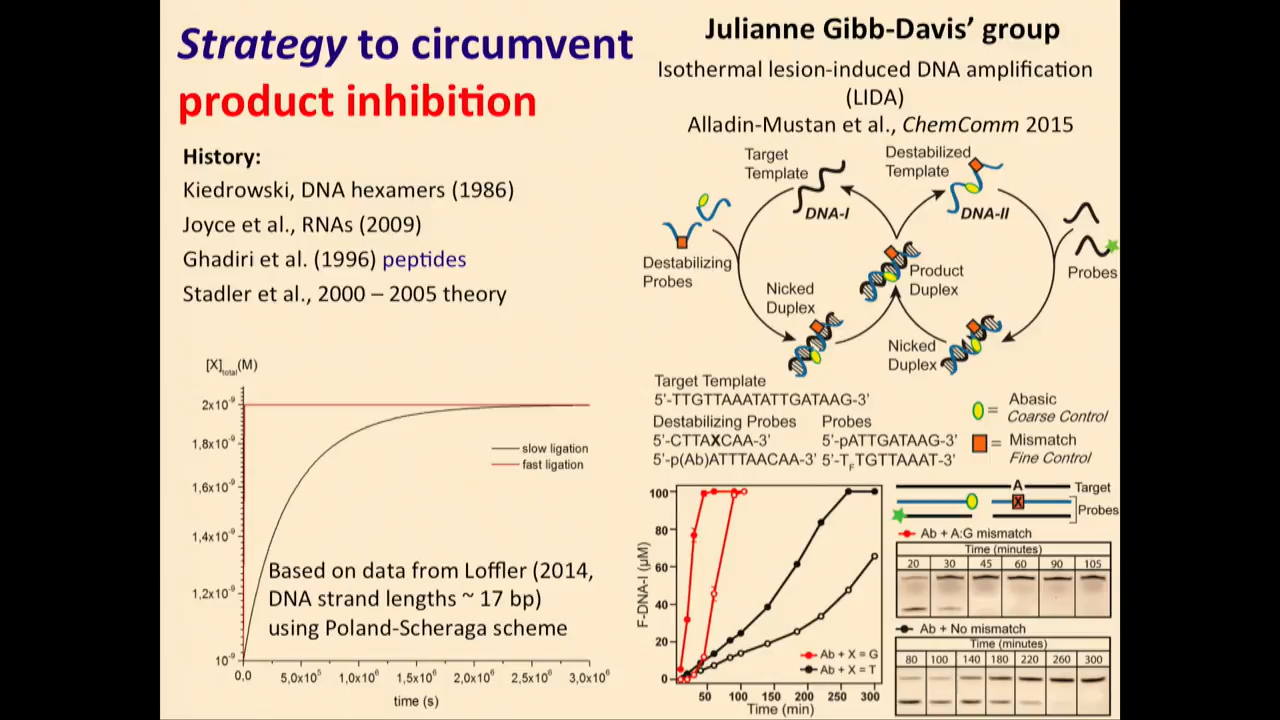 Strategy to circumvent
product inhibition
History:
Kiedrowski, DNA hexamers (1986)
Joyce et al., RNAs (2009)
Ghadiri et al. (1996) peptides
Stadler et al., 2000 – 2005 theory
[X]total(M)
2x10⁻⁹
1,8x10⁻⁹
1,6x10⁻⁹
1,4x10⁻⁹
1,2x10⁻⁹
10⁻⁹
slow ligation
fast ligation
Based on data from Loffler (2014,
DNA strand lengths ~ 17 bp)
using Poland-Scheraga scheme
0,0 5,0x10⁵ 1,0x10⁶ 1,5x10⁶ 2,0x10⁶ 2,5x10⁶ 3,0x10⁶
time (s)
Julianne Gibb-Davis’ group
Isothermal lesion-induced DNA amplification
(LIDA)
Alladin-Mustan et al., ChemComm 2015
Target
Template
DNA-I
Destabilized
Template
DNA-II
Destabilizing
Probes
Probes
Product
Duplex
Nicked
Duplex
Nicked
Duplex
Target Template
5'-TTGTTAAATATTGATAAG-3'
Destabilizing Probes Probes
5'-CTTAXCAA-3' 5'-pATTGATAAG-3'
5'-p(Ab)ATTTAACAA-3' 5'-TFTGTTAAAT-3'
= Abasic
Coarse Control
= Mismatch
Fine Control
F-DNA-I (µM)
100
80
60
40
20
0
Ab + X = G
Ab + X = T
50 100 150 200 250 300
Time (min)
A
Target
X
Probes
Ab + A:G mismatch
Time (minutes)
20 30 45 60 90 105
Ab + No mismatch
Time (minutes)
80 100 140 180 220 260 300